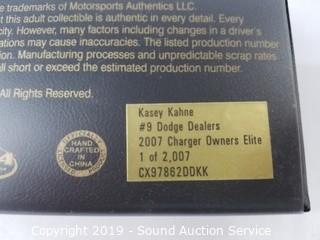 e trademarks of Motorsports Authentics LLC.
t this adult collectible is authentic in every detail. Every
city. However, many factors including changes in a driver's
ations may cause inaccuracies. The listed production number
ion. Manufacturing processes and unpredictable scrap rates
all short or exceed the estimated production number.
. All Rights Reserved.
OFFICIALLY
HAND
CRAFTED
IN
CHINA
Kasey Kahne
#9 Dodge Dealers
2007 Charger Owners Elite
1 of 2,007
CX97862DDKK
Copyright 2019 - Sound Auction Service